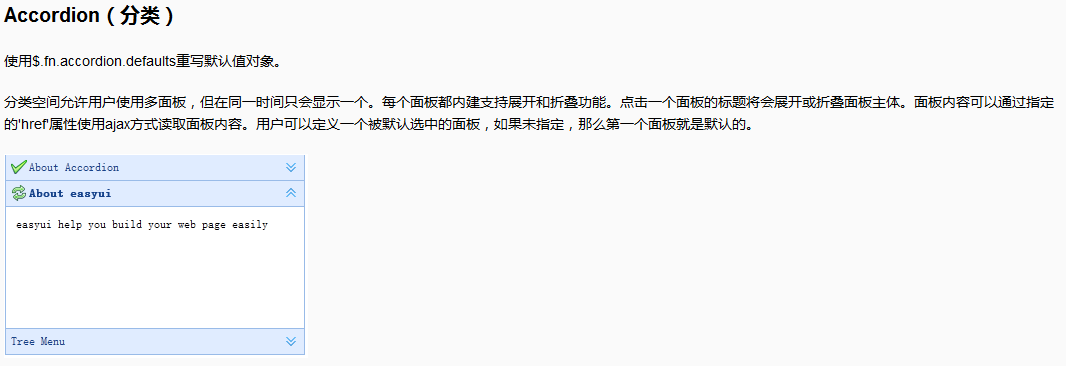 Accordion（分类）
使用$.fn.accordion.defaults重写默认值对象。
分类空间允许用户使用多面板，但在同一时间只会显示一个。每个面板都内建支持展开和折叠功能。点击一个面板的标题将会展开或折叠面板主体。面板内容可以通过指定
的'href'属性使用ajax方式读取面板内容。用户可以定义一个被默认选中的面板，如果未指定，那么第一个面板就是默认的。
About Accordion
About easyui
easyui help you build your web page easily
Tree Menu